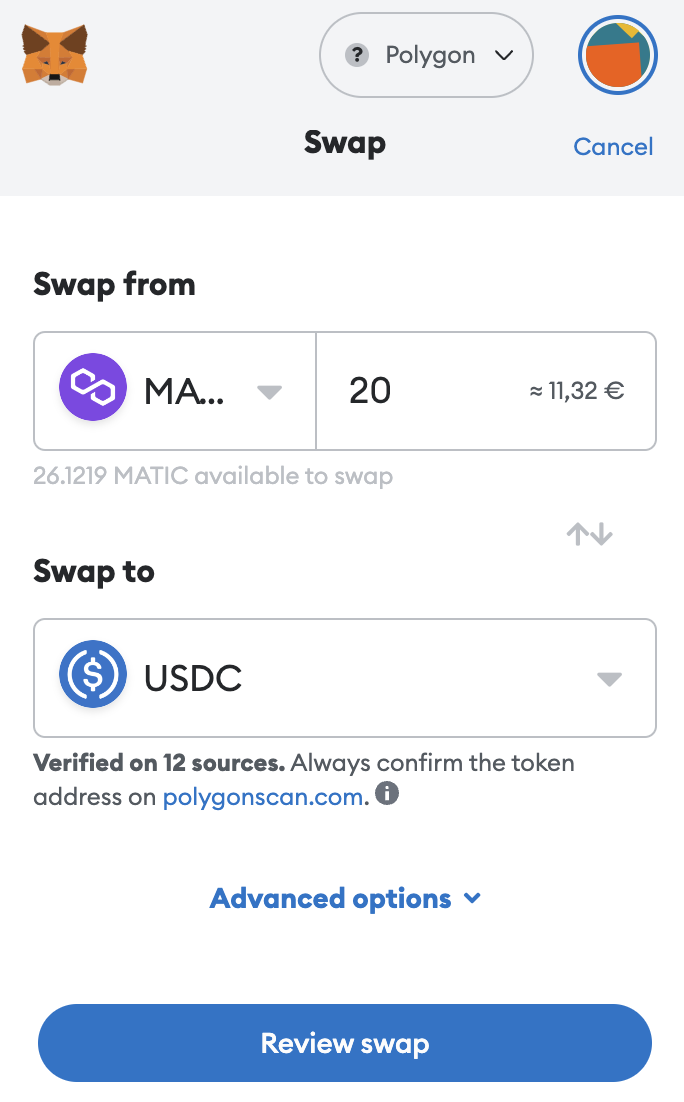 ? Polygon
Swap
Cancel
Swap from
MA...
20
≈ 11,32 €
26.1219 MATIC available to swap
Swap to
USDC
Verified on 12 sources. Always confirm the token
address on polygonscan.com.
Advanced options
Review swap